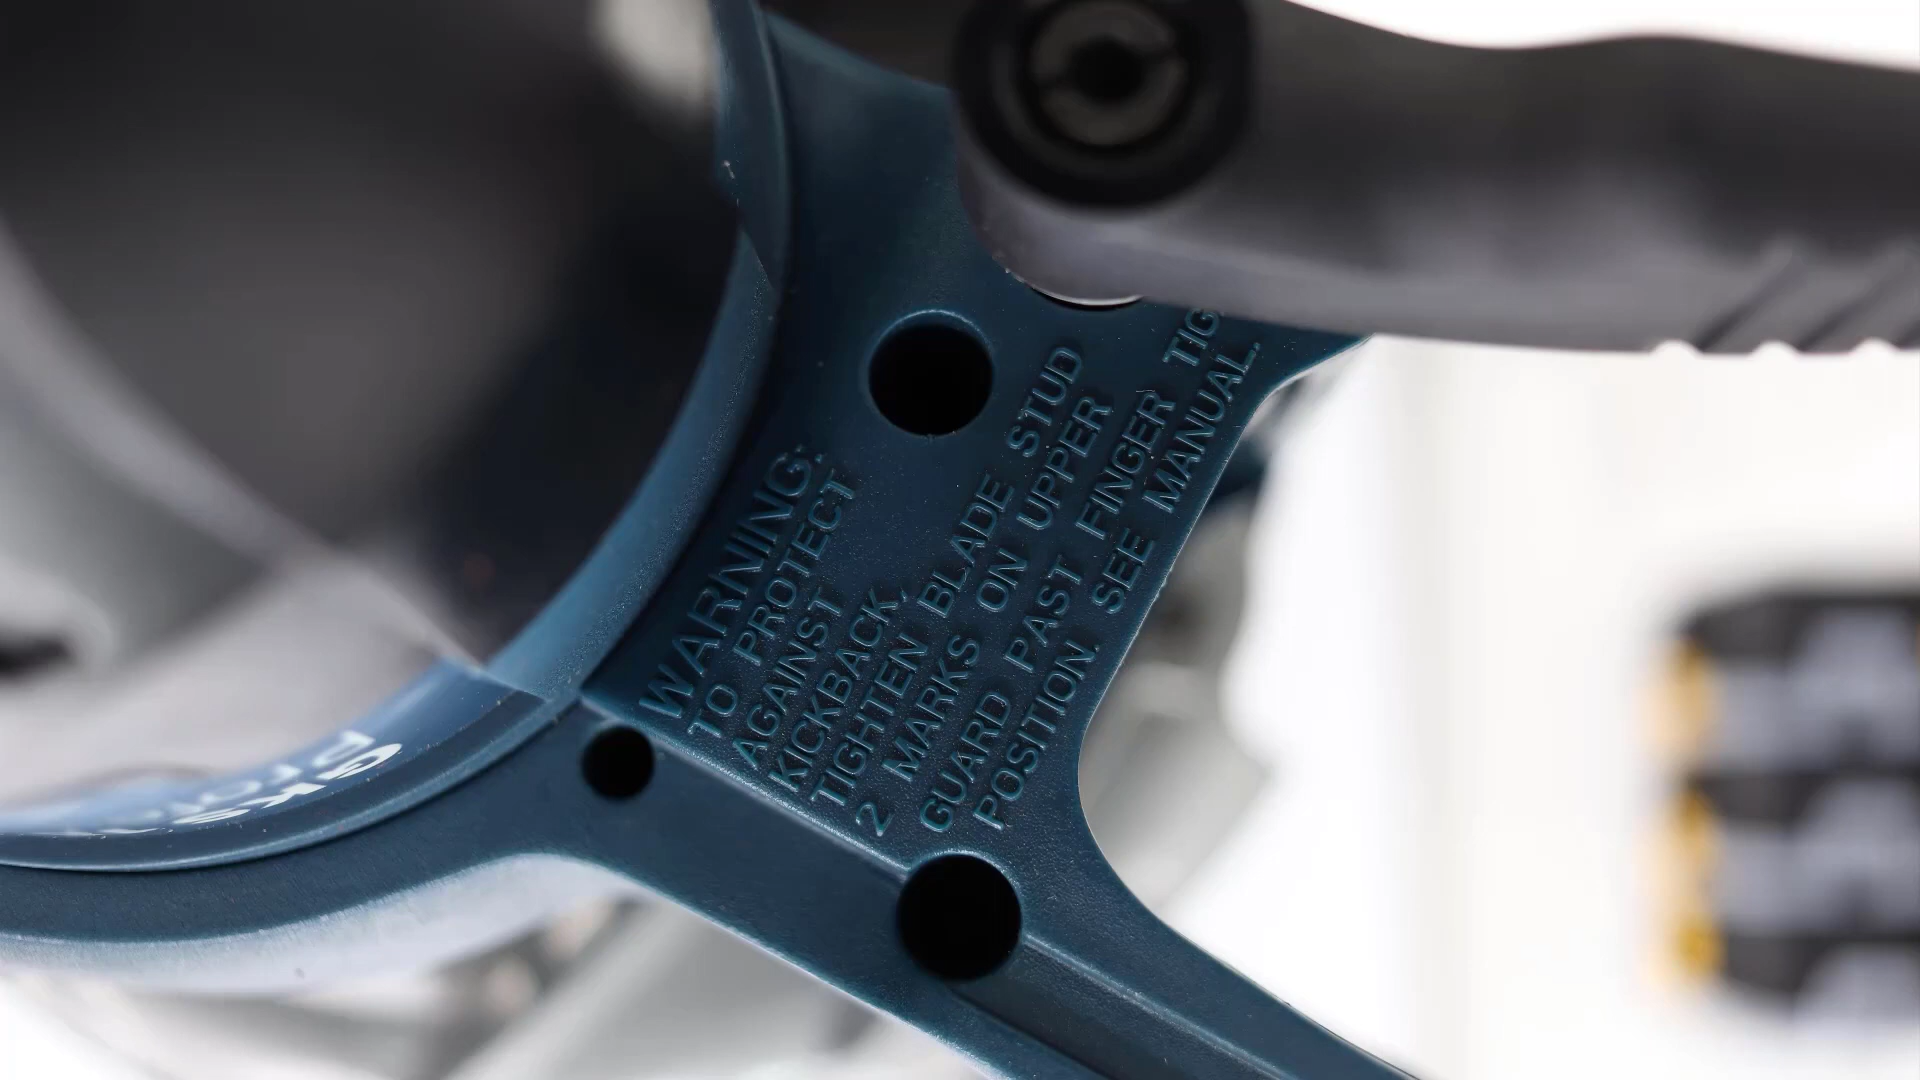 WARNING:
TO PROTECT
AGAINST
KICKBACK,
TIGHTEN BLADE STUD
2 MARKS ON UPPER
GUARD PAST FINGER TIG
POSITION. SEE MANUAL.
GKS